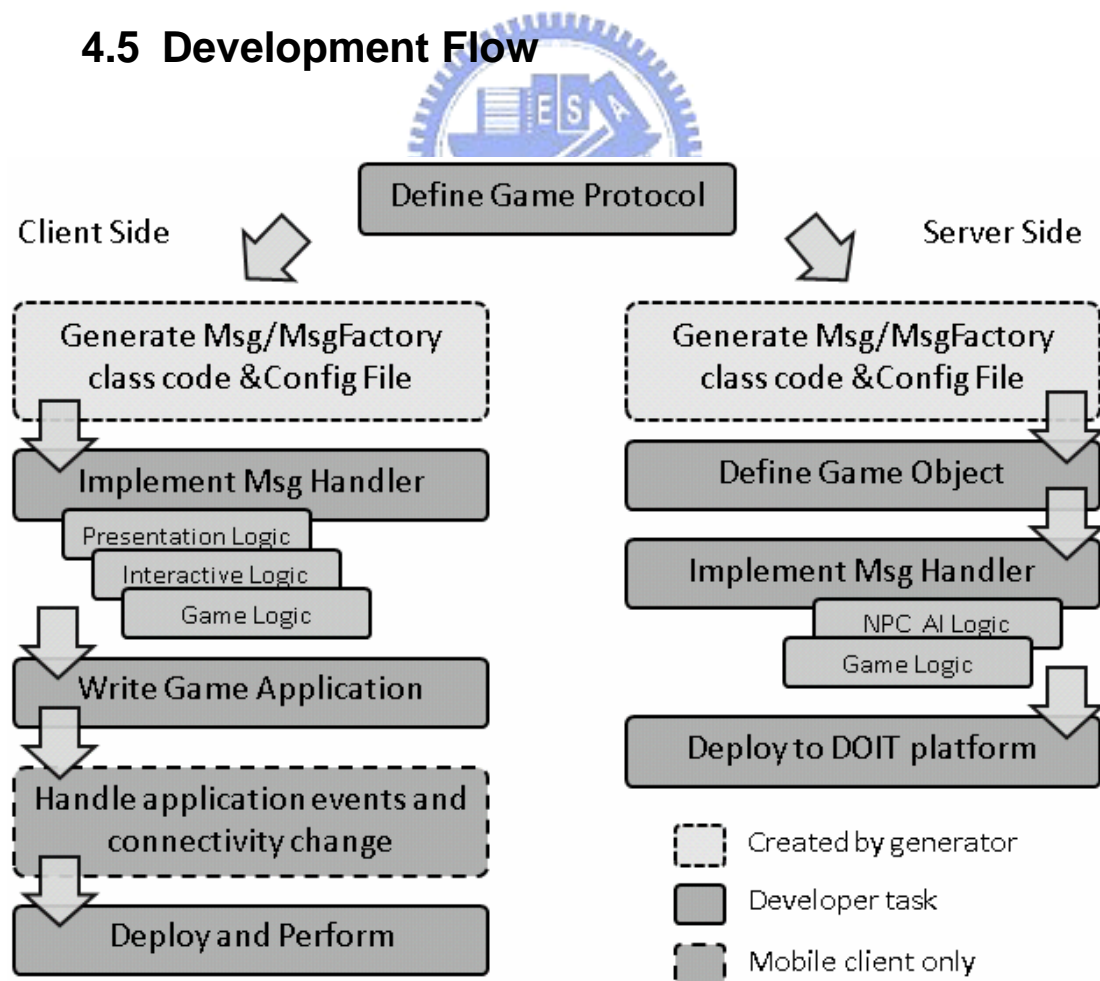 4.5 Development Flow
E S A
Define Game Protocol
Client Side
Server Side
Generate Msg/MsgFactory
class code &Config File
Implement Msg Handler
Presentation Logic
Interactive Logic
Game Logic
Write Game Application
Handle application events and
connectivity change
Deploy and Perform
Generate Msg/MsgFactory
class code &Config File
Define Game Object
Implement Msg Handler
NPC AI Logic
Game Logic
Deploy to DOIT platform
Created by generator
Developer task
Mobile client only